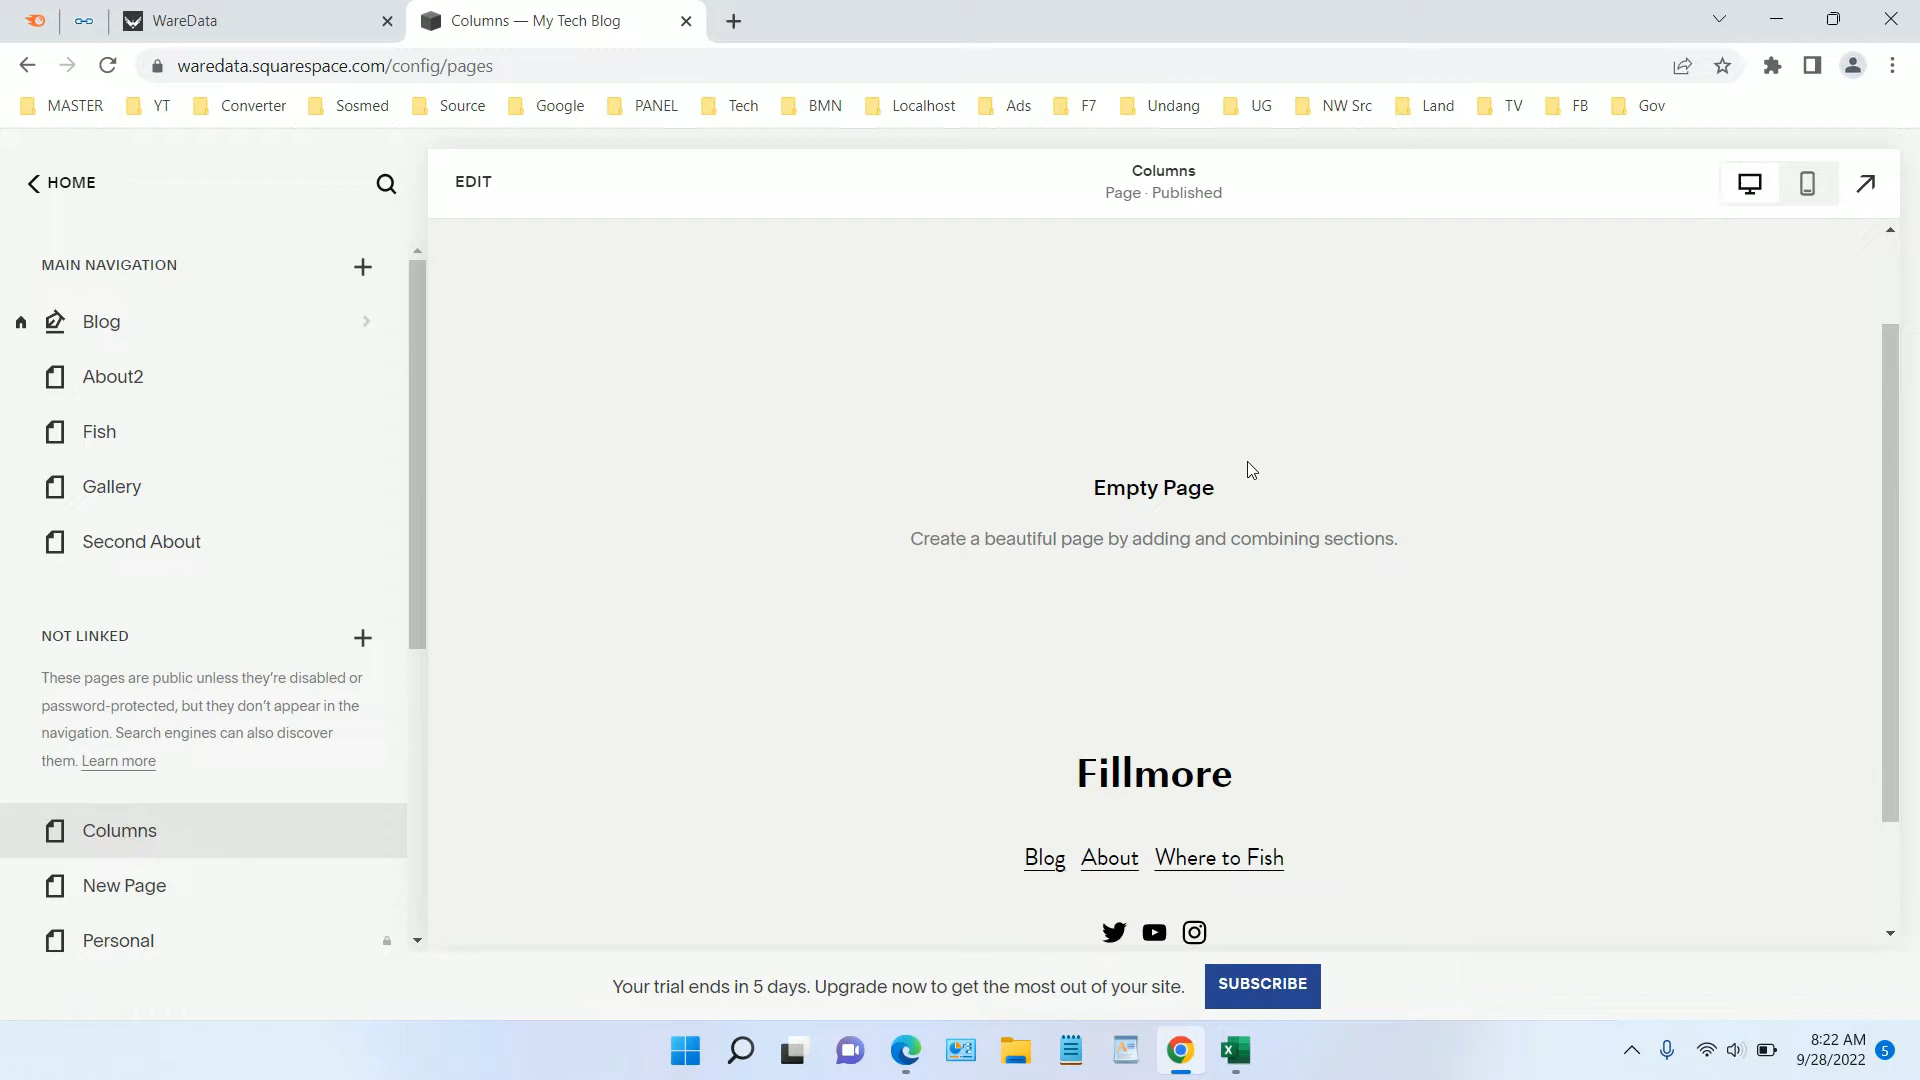 WareData
Columns — My Tech Blog
waredata.squarespace.com/config/pages
MASTER YT Converter Sosmed Source Google PANEL Tech BMN Localhost Ads F7 Undang UG NW Src Land TV FB Gov
HOME
EDIT
Columns
Page · Published
MAIN NAVIGATION
Blog
About2
Fish
Gallery
Second About
NOT LINKED
These pages are public unless they're disabled or
password-protected, but they don't appear in the
navigation. Search engines can also discover
them. Learn more
Columns
New Page
Personal
Empty Page
Create a beautiful page by adding and combining sections.
Fillmore
Blog About Where to Fish
Your trial ends in 5 days. Upgrade now to get the most out of your site. SUBSCRIBE
8:22 AM
9/28/2022
5